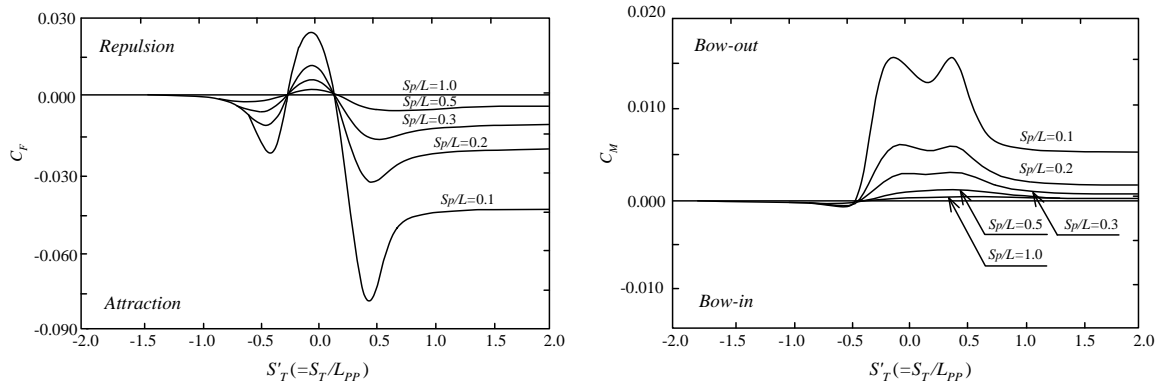 0.030
0.000
-0.030
-0.060
-0.090
C_F
Repulsion
Attraction
Sp/L=1.0
Sp/L=0.5
Sp/L=0.3
Sp/L=0.2
Sp/L=0.1
-2.0 -1.5 -1.0 -0.5 0.0 0.5 1.0 1.5 2.0
S'_T(=S_T/L_PP)
0.020
0.010
0.000
-0.010
C_M
Bow-out
Bow-in
Sp/L=0.1
Sp/L=0.2
Sp/L=0.5 Sp/L=0.3
Sp/L=1.0
-2.0 -1.5 -1.0 -0.5 0.0 0.5 1.0 1.5 2.0
S'_T(=S_T/L_PP)